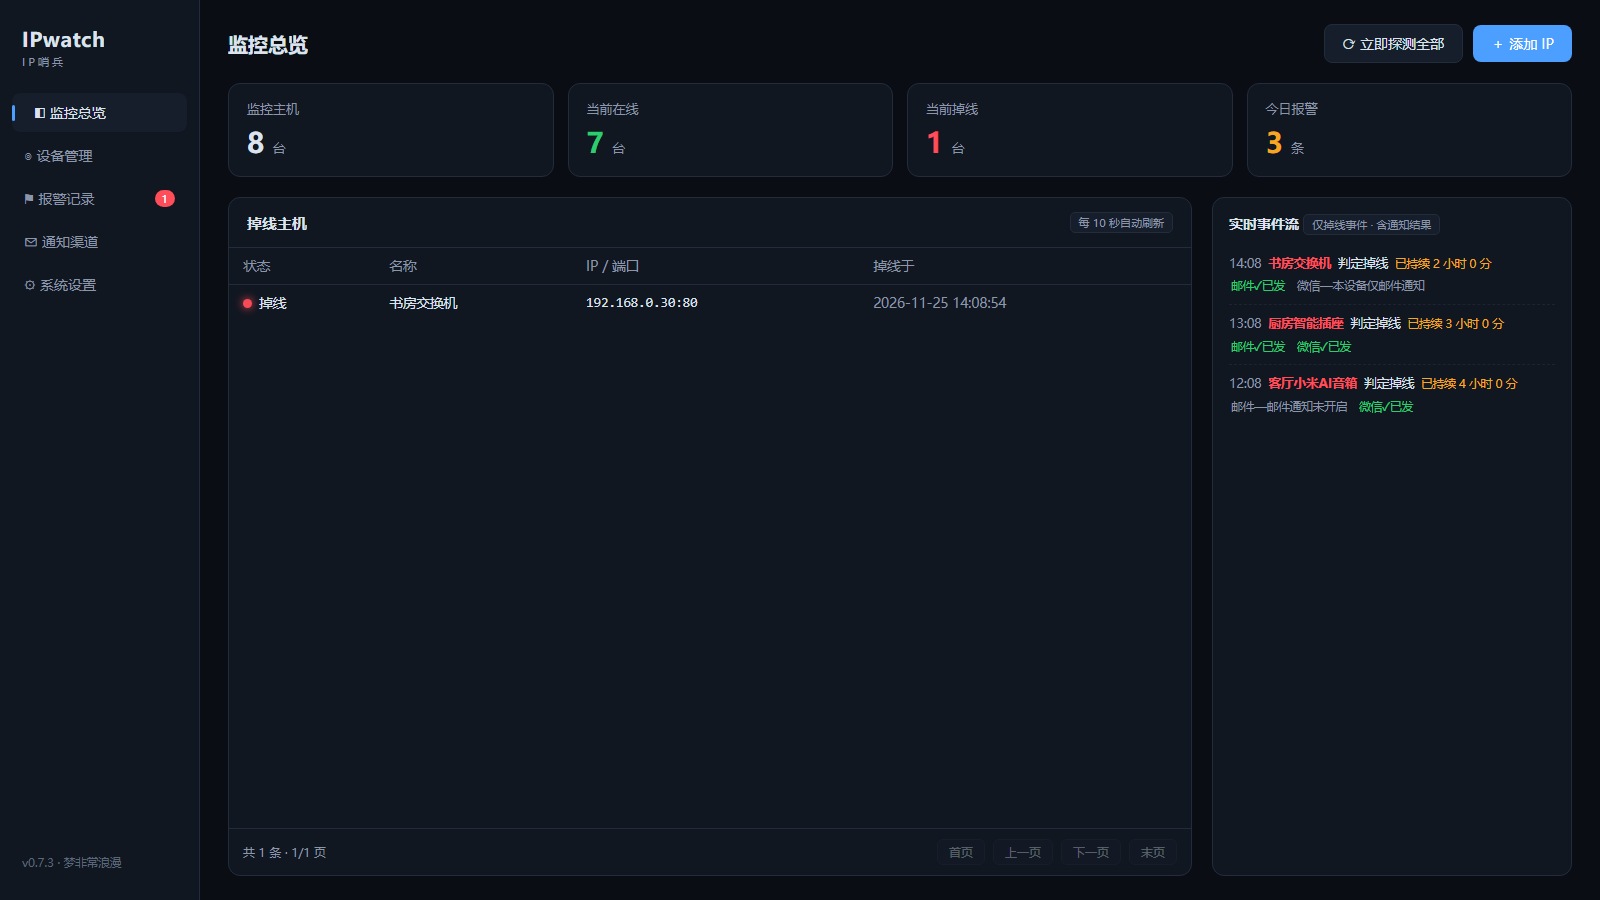 IPwatch
IP哨兵
监控总览
设备管理
报警记录
1
通知渠道
系统设置
v0.7.3 · 梦非常浪漫
监控总览
立即探测全部
+ 添加 IP
监控主机
8 台
当前在线
7 台
当前掉线
1 台
今日报警
3 条
掉线主机
每 10 秒自动刷新
状态 名称 IP / 端口 掉线于
掉线 书房交换机 192.168.0.30:80 2026-11-25 14:08:54
共 1 条 · 1/1 页
首页 上一页 下一页 末页
实时事件流 仅掉线事件 · 含通知结果
14:08 书房交换机 判定掉线 已持续 2 小时 0 分
邮件✓已发 微信—本设备仅邮件通知
13:08 厨房智能插座 判定掉线 已持续 3 小时 0 分
邮件✓已发 微信✓已发
12:08 客厅小米AI音箱 判定掉线 已持续 4 小时 0 分
邮件—邮件通知未开启 微信✓已发